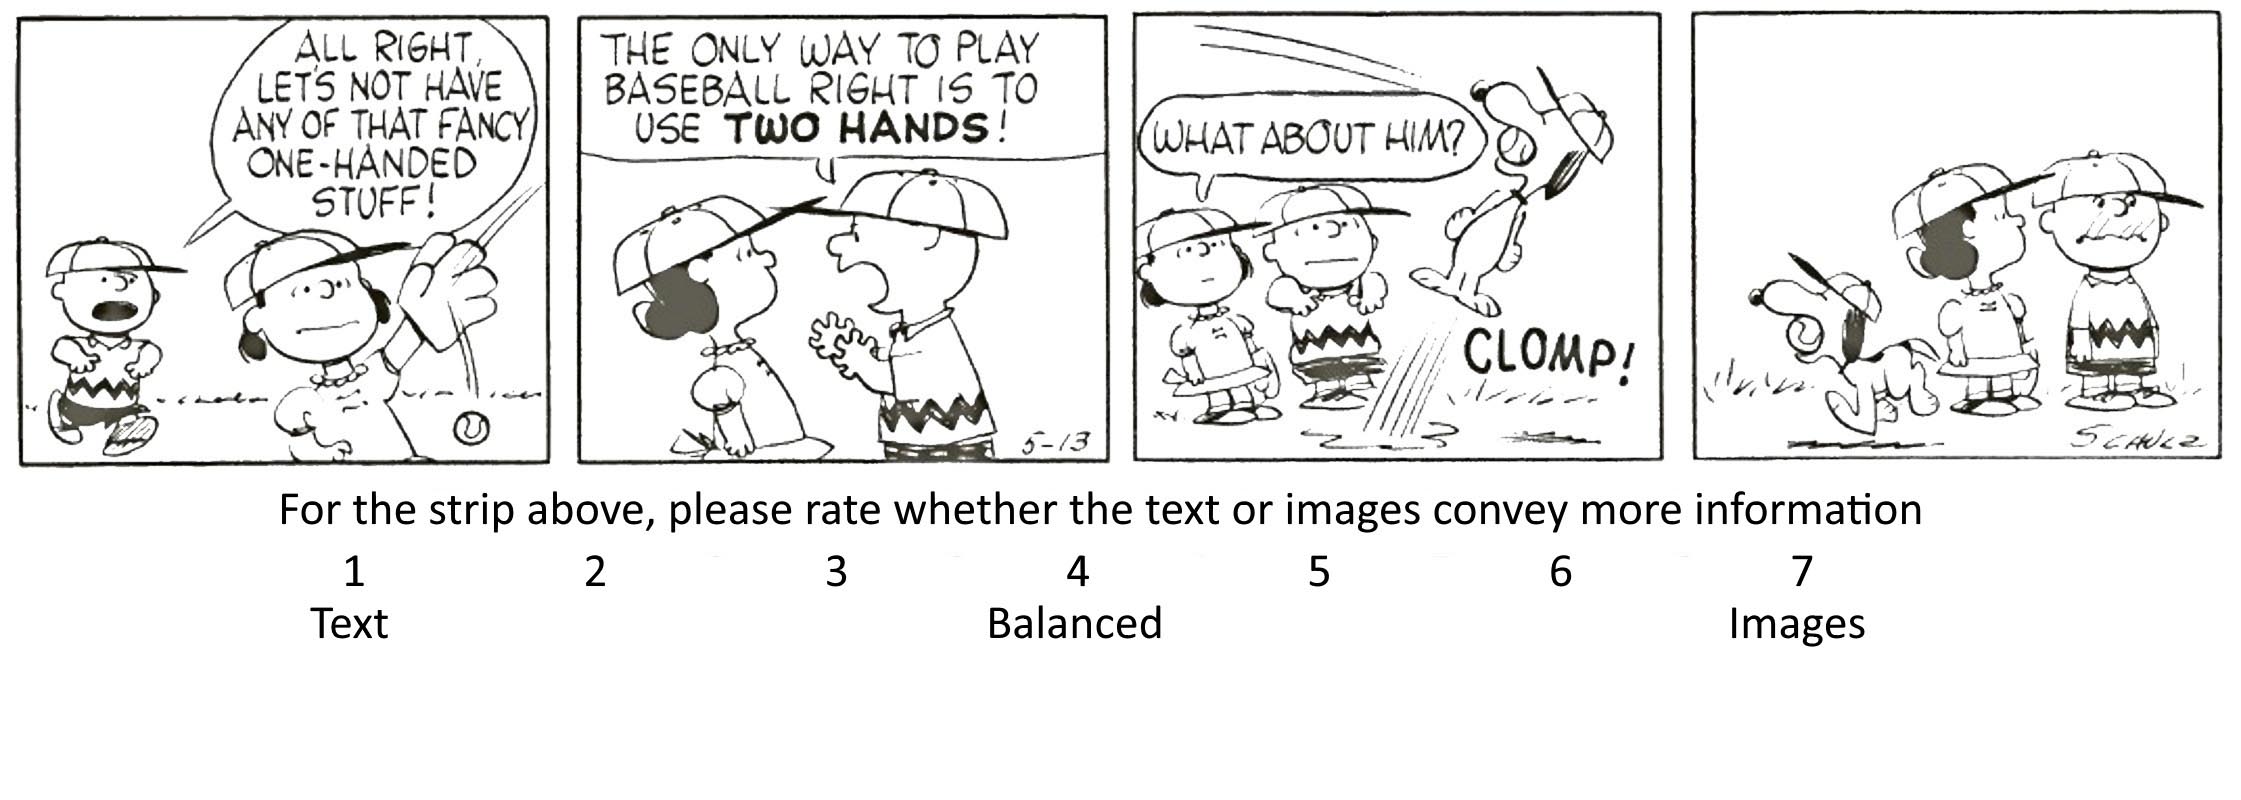 ALL RIGHT,
LET'S NOT HAVE
ANY OF THAT FANCY
ONE-HANDED
STUFF!
THE ONLY WAY TO PLAY
BASEBALL RIGHT IS TO
USE TWO HANDS!
5-13
WHAT ABOUT HIM?
CLOMP!
SCHULZ
For the strip above, please rate whether the text or images convey more information
1 2 3 4 5 6 7
Text Balanced Images